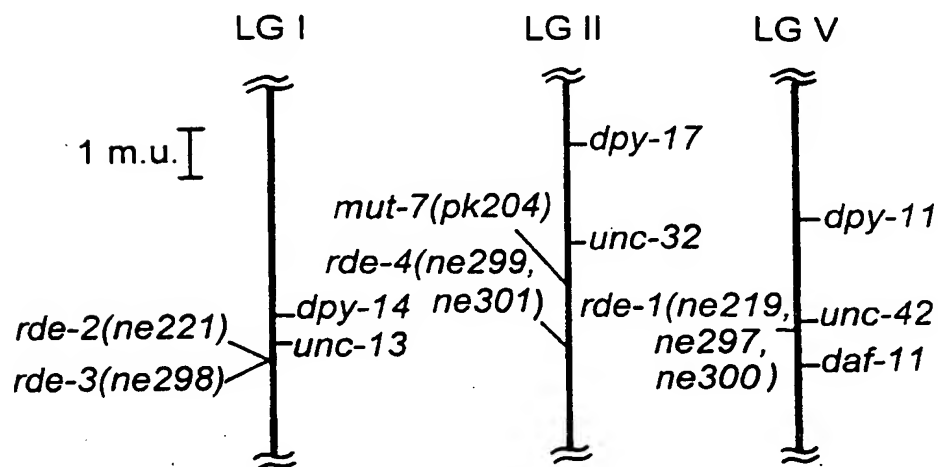 LG I
LG II
LG V
1 m.u.
dpy-17
mut-7(pk204)
unc-32
dpy-11
rde-4(ne299,
ne301)
rde-1(ne219,
ne297,
ne300)
unc-42
daf-11
dpy-14
unc-13
rde-2(ne221)
rde-3(ne298)